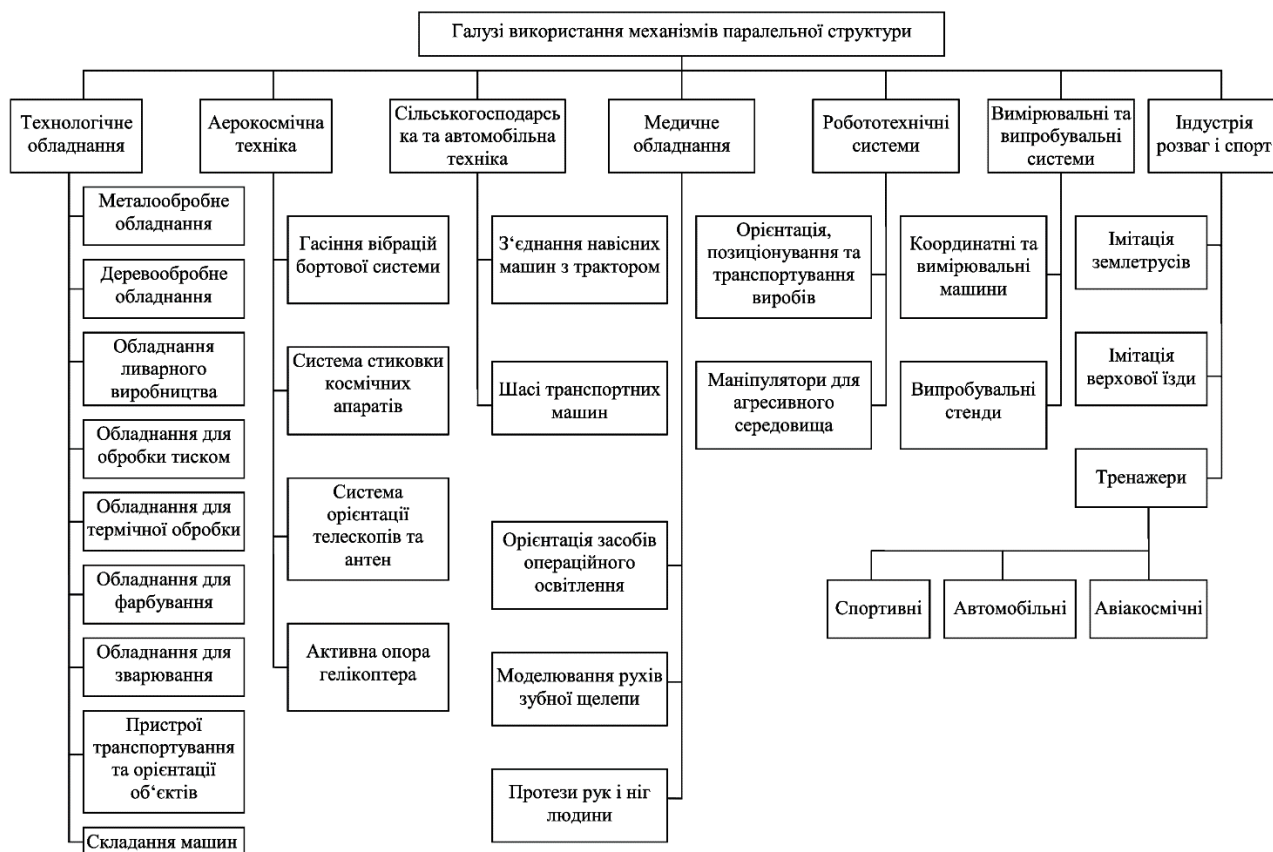 Галузі використання механізмів паралельної структури
Технологічне
обладнання
Аерокосмічна
техніка
Сільськогосподарсь
ка та автомобільна
техніка
Медичне
обладнання
Робототехнічні
системи
Вимірювальні та
випробувальні
системи
Індустрія
розваг і спорт
Металообробне
обладнання
Деревообробне
обладнання
Обладнання
ливарного
виробництва
Обладнання для
обробки тиском
Обладнання для
термічної обробки
Обладнання для
фарбування
Обладнання для
зварювання
Пристрої
транспортування
та орієнтації
об‘єктів
Складання машин
Гасіння вібрацій
бортової системи
Система стиковки
космічних
апаратів
Система
орієнтації
телескопів та
антен
Активна опора
гелікоптера
З‘єднання навісних
машин з трактором
Шасі транспортних
машин
Орієнтація засобів
операційного
освітлення
Моделювання рухів
зубної щелепи
Протези рук і ніг
людини
Орієнтація,
позиціонування та
транспортування
виробів
Маніпулятори для
агресивного
середовища
Координатні та
вимірювальні
машини
Випробувальні
стенди
Імітація
землетрусів
Імітація
верхової їзди
Тренажери
Спортивні
Автомобільні
Авіакосмічні